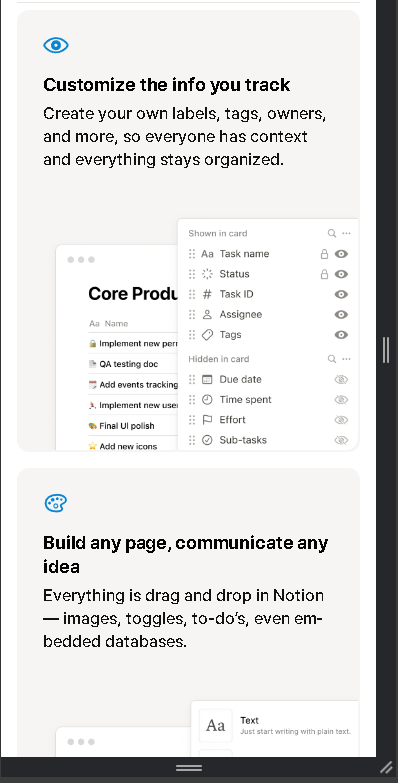 Customize the info you track
Create your own labels, tags, owners,
and more, so everyone has context
and everything stays organized.
Shown in card
Aa Task name
Status
# Task ID
Assignee
Tags
Hidden in card
Due date
Time spent
Effort
Sub-tasks
Core Produ
Aa Name
Implement new per
QA testing doc
Add events tracking
Implement new use
Final UI polish
Add new icons
Build any page, communicate any
idea
Everything is drag and drop in Notion
— images, toggles, to-do’s, even em-
bedded databases.
Aa
Text
Just start writing with plain text.